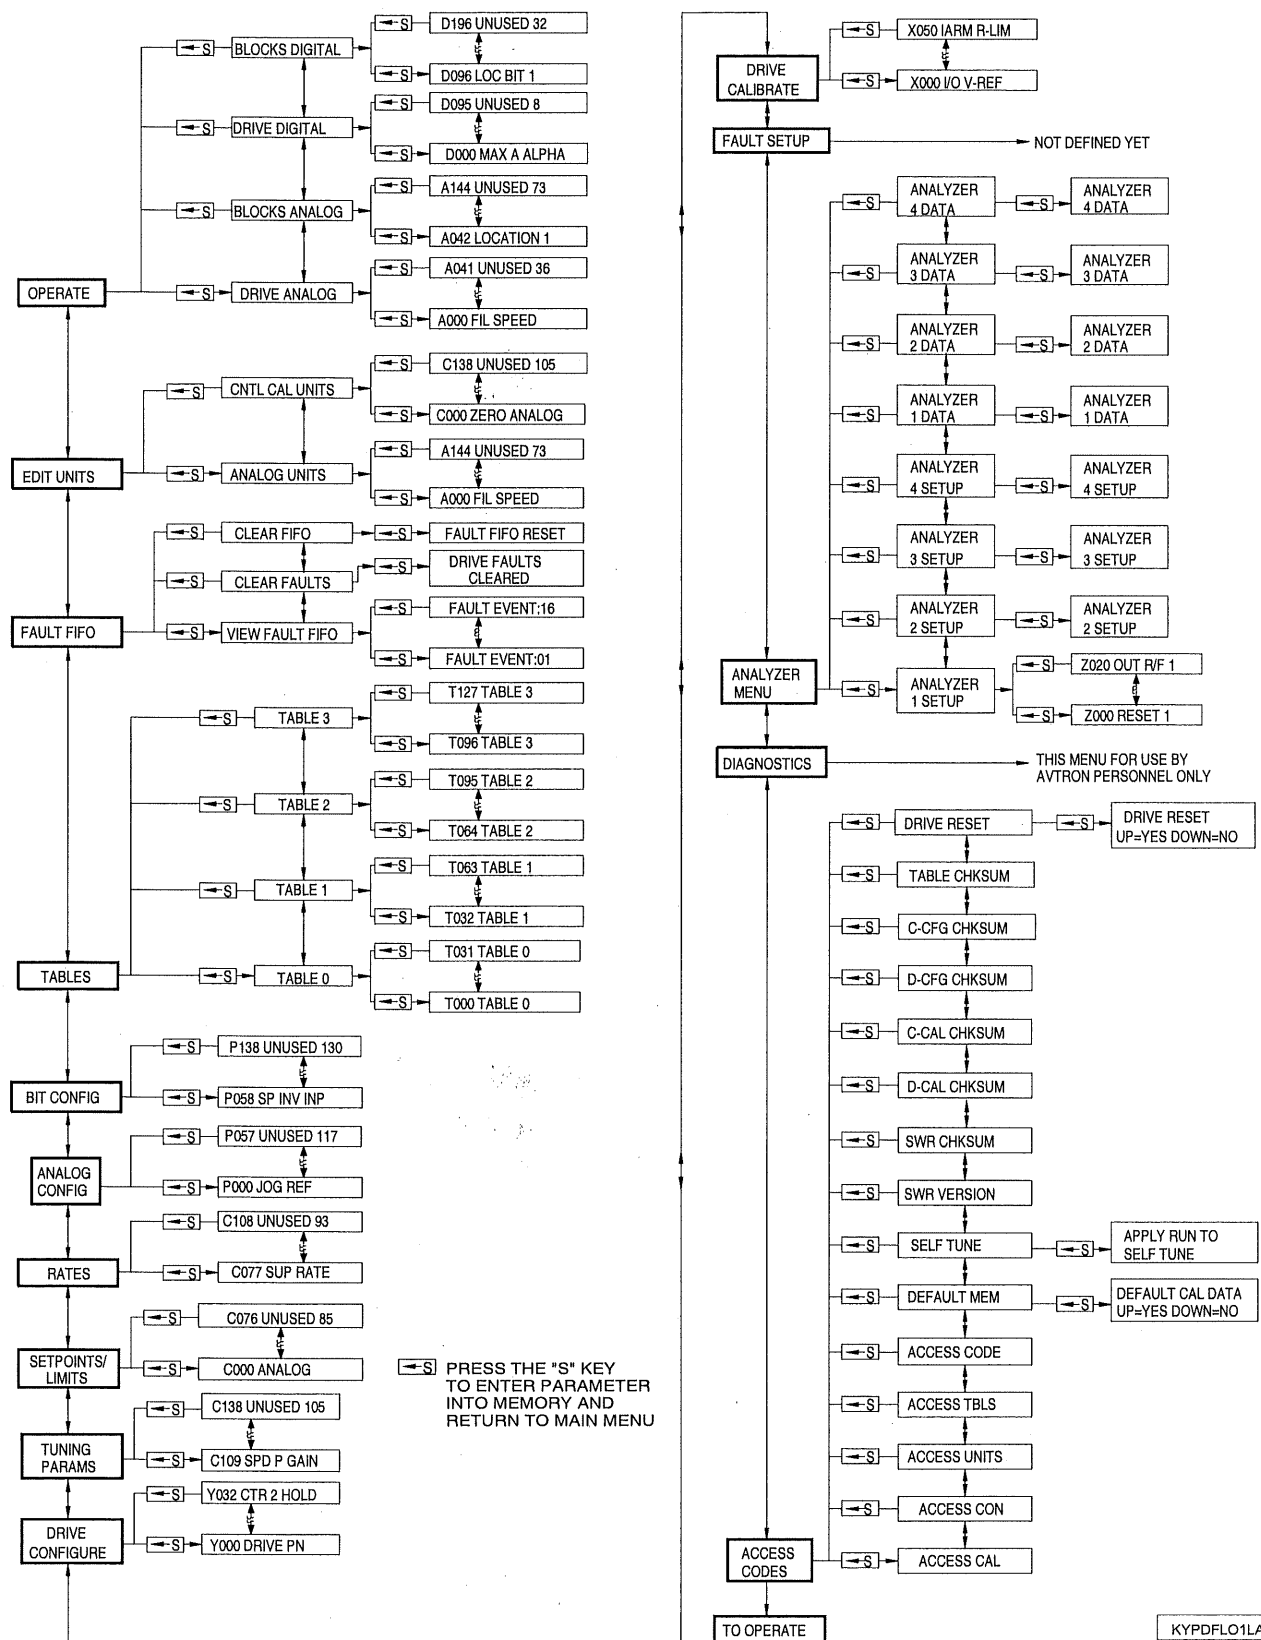 OPERATE
S
BLOCKS DIGITAL
S
D196 UNUSED 32
S
D096 LOC BIT 1
S
DRIVE DIGITAL
S
D095 UNUSED 8
S
D000 MAX A ALPHA
S
BLOCKS ANALOG
S
A144 UNUSED 73
S
A042 LOCATION 1
S
DRIVE ANALOG
S
A041 UNUSED 36
S
A000 FIL SPEED
EDIT UNITS
S
CNTL CAL UNITS
S
C138 UNUSED 105
S
C000 ZERO ANALOG
S
ANALOG UNITS
S
A144 UNUSED 73
S
A000 FIL SPEED
FAULT FIFO
S
CLEAR FIFO
S
FAULT FIFO RESET
S
CLEAR FAULTS
S
DRIVE FAULTS
CLEARED
S
VIEW FAULT FIFO
S
FAULT EVENT:16
S
FAULT EVENT:01
TABLES
S
TABLE 3
S
T127 TABLE 3
S
T096 TABLE 3
S
TABLE 2
S
T095 TABLE 2
S
T064 TABLE 2
S
TABLE 1
S
T063 TABLE 1
S
T032 TABLE 1
S
TABLE 0
S
T031 TABLE 0
S
T000 TABLE 0
BIT CONFIG
S
P138 UNUSED 130
S
P058 SP INV INP
ANALOG
CONFIG
S
P057 UNUSED 117
S
P000 JOG REF
RATES
S
C108 UNUSED 93
S
C077 SUP RATE
SETPOINTS/
LIMITS
S
C076 UNUSED 85
S
C000 ANALOG
TUNING
PARAMS
S
C138 UNUSED 105
S
C109 SPD P GAIN
DRIVE
CONFIGURE
S
Y032 CTR 2 HOLD
S
Y000 DRIVE PN
S
PRESS THE "S" KEY
TO ENTER PARAMETER
INTO MEMORY AND
RETURN TO MAIN MENU
DRIVE
CALIBRATE
S
X050 IARM R-LIM
S
X000 I/O V-REF
FAULT SETUP
NOT DEFINED YET
ANALYZER
MENU
S
ANALYZER
4 DATA
S
ANALYZER
4 DATA
S
ANALYZER
3 DATA
S
ANALYZER
3 DATA
S
ANALYZER
2 DATA
S
ANALYZER
2 DATA
S
ANALYZER
1 DATA
S
ANALYZER
1 DATA
S
ANALYZER
4 SETUP
S
ANALYZER
4 SETUP
S
ANALYZER
3 SETUP
S
ANALYZER
3 SETUP
S
ANALYZER
2 SETUP
S
ANALYZER
2 SETUP
S
ANALYZER
1 SETUP
S
Z020 OUT R/F 1
S
Z000 RESET 1
DIAGNOSTICS
THIS MENU FOR USE BY
AVTRON PERSONNEL ONLY
ACCESS
CODES
S
DRIVE RESET
S
DRIVE RESET
UP=YES DOWN=NO
S
TABLE CHKSUM
S
C-CFG CHKSUM
S
D-CFG CHKSUM
S
C-CAL CHKSUM
S
D-CAL CHKSUM
S
SWR CHKSUM
S
SWR VERSION
S
SELF TUNE
S
APPLY RUN TO
SELF TUNE
S
DEFAULT MEM
S
DEFAULT CAL DATA
UP=YES DOWN=NO
S
ACCESS CODE
S
ACCESS TBLS
S
ACCESS UNITS
S
ACCESS CON
S
ACCESS CAL
TO OPERATE
KYPDFLO1LA